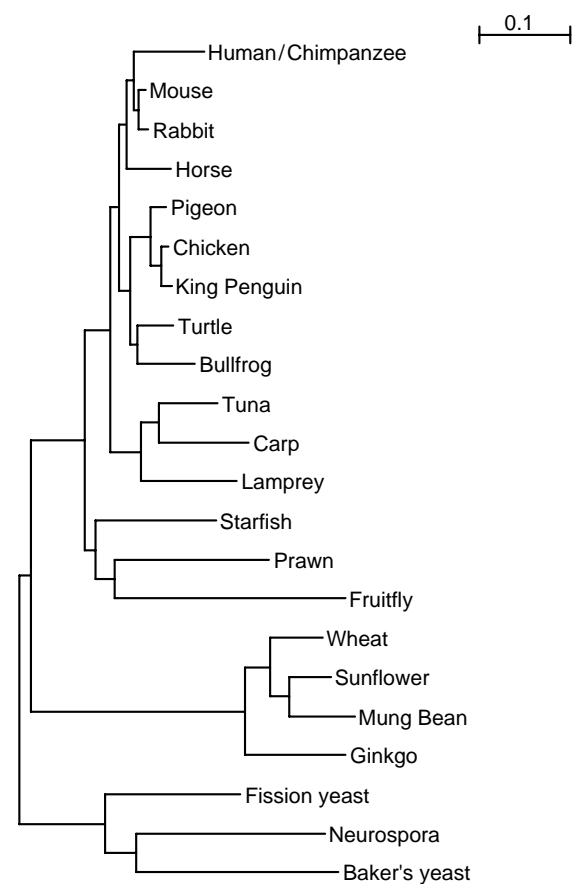 0.1
Human/Chimpanzee
Mouse
Rabbit
Horse
Pigeon
Chicken
King Penguin
Turtle
Bullfrog
Tuna
Carp
Lamprey
Starfish
Prawn
Fruitfly
Wheat
Sunflower
Mung Bean
Ginkgo
Fission yeast
Neurospora
Baker's yeast